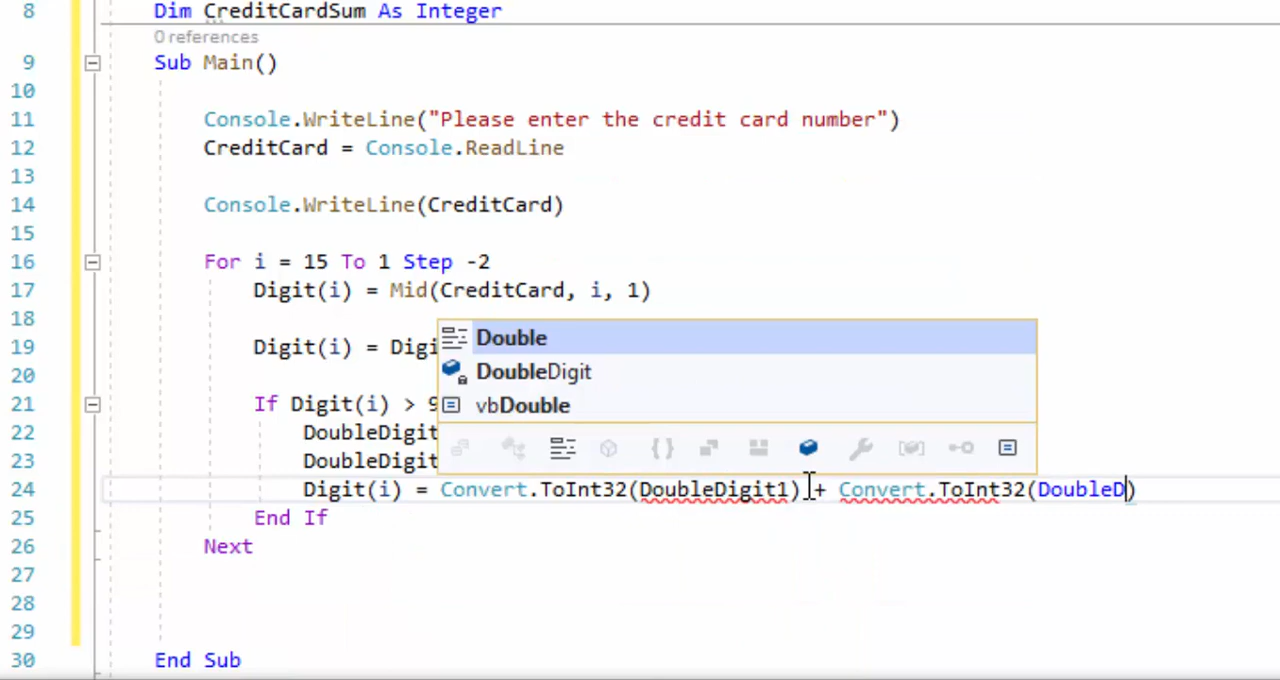 8 Dim CreditCardSum As Integer
0 references
9 Sub Main()
10
11 Console.WriteLine("Please enter the credit card number")
12 CreditCard = Console.ReadLine
13
14 Console.WriteLine(CreditCard)
15
16 For i = 15 To 1 Step -2
17 Digit(i) = Mid(CreditCard, i, 1)
18
Double
19 Digit(i) = Digi
DoubleDigit
20
21 If Digit(i) > 9
vbDouble
22 DoubleDigit
23 DoubleDigit
24 Digit(i) = Convert.ToInt32(DoubleDigit1) + Convert.ToInt32(DoubleD)
25 End If
26 Next
27
28
29
30 End Sub